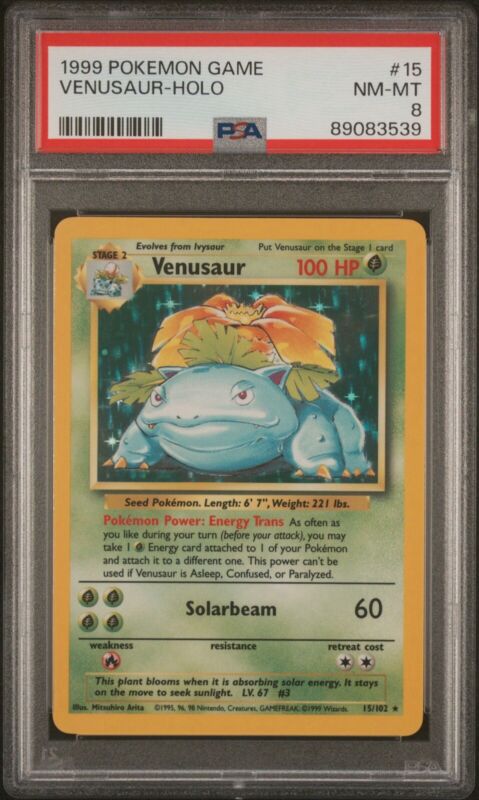 1999 POKEMON GAME #15
VENUSAUR-HOLO NM-MT
8
PSA 89083539
Evolves from Ivysaur Put Venusaur on the Stage 1 card
STAGE 2 Venusaur 100 HP
Seed Pokémon. Length: 6' 7", Weight: 221 lbs.
Pokémon Power: Energy Trans As often as
you like during your turn (before your attack), you may
take 1 Energy card attached to 1 of your Pokémon
and attach it to a different one. This power can't be
used if Venusaur is Asleep, Confused, or Paralyzed.
Solarbeam 60
weakness resistance retreat cost
This plant blooms when it is absorbing solar energy. It stays
on the move to seek sunlight. LV. 67 #3
Illus. Mitsuhiro Arita ©1995, 96, 98 Nintendo, Creatures, GAMEFREAK. ©1999 Wizards. 15/102 ★
PSA